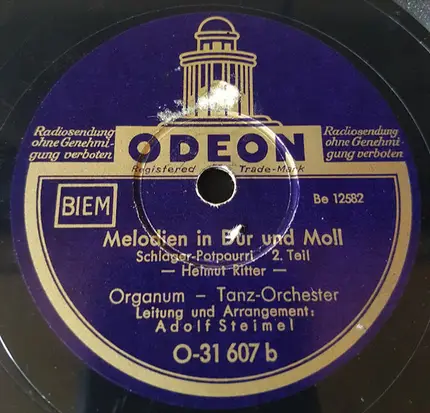 Radiosendung
ohne Genehmi-
gung verboten
ODEON
Registered Trade-Mark
Radiosendung
ohne Genehmi-
gung verboten
BIEM
Be 12582
Melodien in Dur und Moll
Schlager-Potpourri 2. Teil
— Helmut Ritter —
Organum — Tanz-Orchester
Leitung und Arrangement:
Adolf Steimel
O-31 607 b